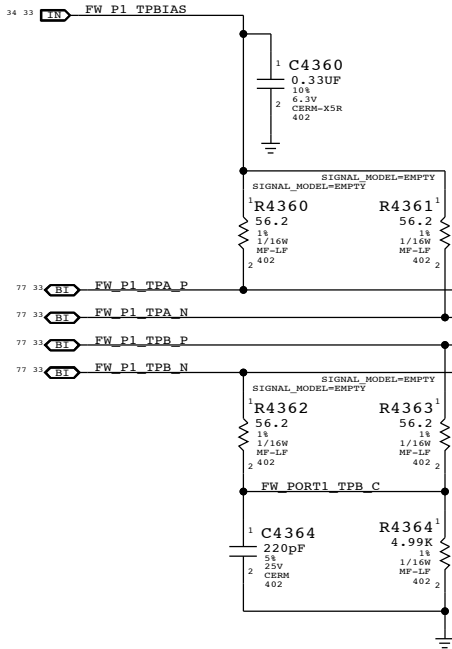 34 33 IN FW_P1_TPBIAS
1 C4360
0.33UF
10%
6.3V
2 CERM-X5R
402
SIGNAL_MODEL=EMPTY
SIGNAL_MODEL=EMPTY
1 R4360
56.2
1%
1/16W
MF-LF
2 402
R4361 1
56.2
1%
1/16W
MF-LF
402 2
77 33 BI FW_P1_TPA_P
77 33 BI FW_P1_TPA_N
77 33 BI FW_P1_TPB_P
77 33 BI FW_P1_TPB_N
SIGNAL_MODEL=EMPTY
SIGNAL_MODEL=EMPTY
1 R4362
56.2
1%
1/16W
MF-LF
2 402
R4363 1
56.2
1%
1/16W
MF-LF
402 2
FW_PORT1_TPB_C
1 C4364
220pF
5%
25V
2 CERM
402
R4364 1
4.99K
1%
1/16W
MF-LF
402 2